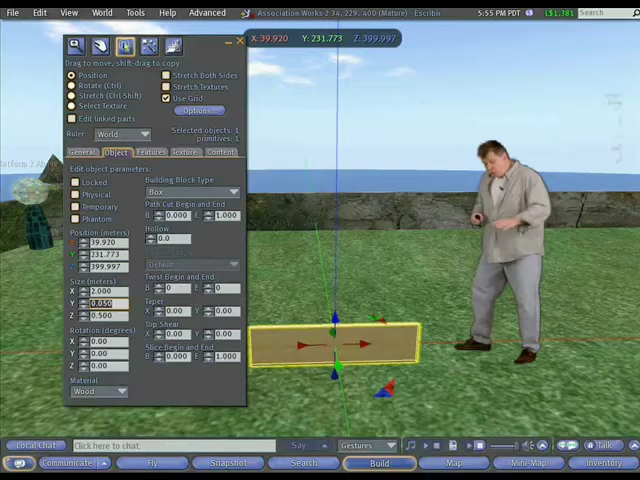 File Edit View World Tools Help Advanced Association Works 2 34, 229, 400 (Mature) - Escribir 5:55 PM PDT L$1,381 Search
X: 39.920 Y: 231.773 Z: 399.997
Drag to move, shift-drag to copy
Position
Rotate (Ctrl)
Stretch (Ctrl Shift)
Select Texture
Edit linked parts
Stretch Both Sides
Stretch Textures
Use Grid
Options...
Ruler: World
Selected objects: 1
primitives: 1
General Object Features Texture Content
Edit object parameters:
Locked
Physical
Temporary
Phantom
Position (meters)
X 39.920
Y 231.773
Z 399.997
Size (meters)
X 2.000
Y 0.050
Z 0.500
Rotation (degrees)
X 0.00
Y 0.00
Z 0.00
Material
Wood
Building Block Type
Box
Path Cut Begin and End
B 0.000 E 1.000
Hollow
0.0
Default
Twist Begin and End
B 0 E 0
Taper
X 0.00 Y 0.00
Top Shear
X 0.00 Y 0.00
Slice Begin and End
B 0.000 E 1.000
Local Chat Click here to chat. Say Gestures Talk
Communicate Fly Snapshot Search Build Map Mini-Map Inventory